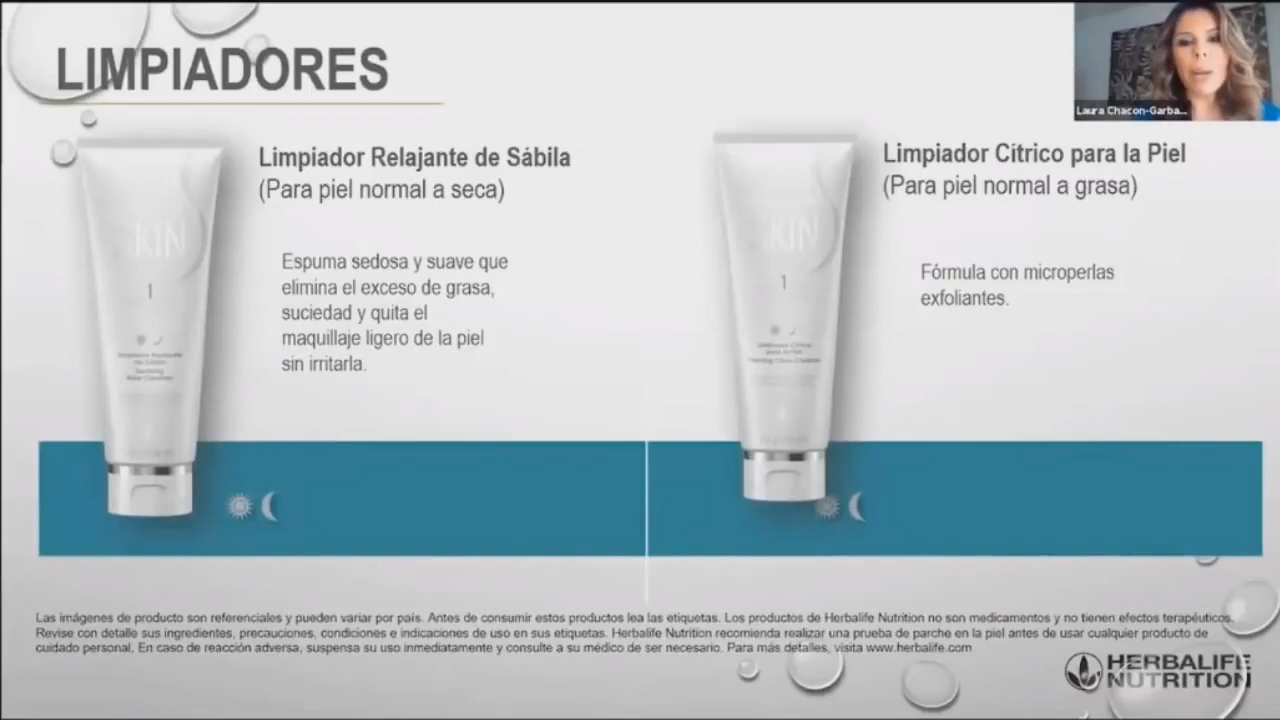 LIMPIADORES
Laura Chacon-Garba...
Limpiador Relajante de Sábila
(Para piel normal a seca)
Espuma sedosa y suave que
elimina el exceso de grasa,
suciedad y quita el
maquillaje ligero de la piel
sin irritarla.
SKIN
1
Limpiador Cítrico para la Piel
(Para piel normal a grasa)
Fórmula con microperlas
exfoliantes.
SKIN
1
Las imágenes de producto son referenciales y pueden variar por país. Antes de consumir estos productos lea las etiquetas. Los productos de Herbalife Nutrition no son medicamentos y no tienen efectos terapéuticos.
Revise con detalle sus ingredientes, precauciones, condiciones e indicaciones de uso en sus etiquetas. Herbalife Nutrition recomienda realizar una prueba de parche en la piel antes de usar cualquier producto de
cuidado personal. En caso de reacción adversa, suspensa su uso inmediatamente y consulte a su médico de ser necesario. Para más detalles, visita www.herbalife.com
HERBALIFE
NUTRITION